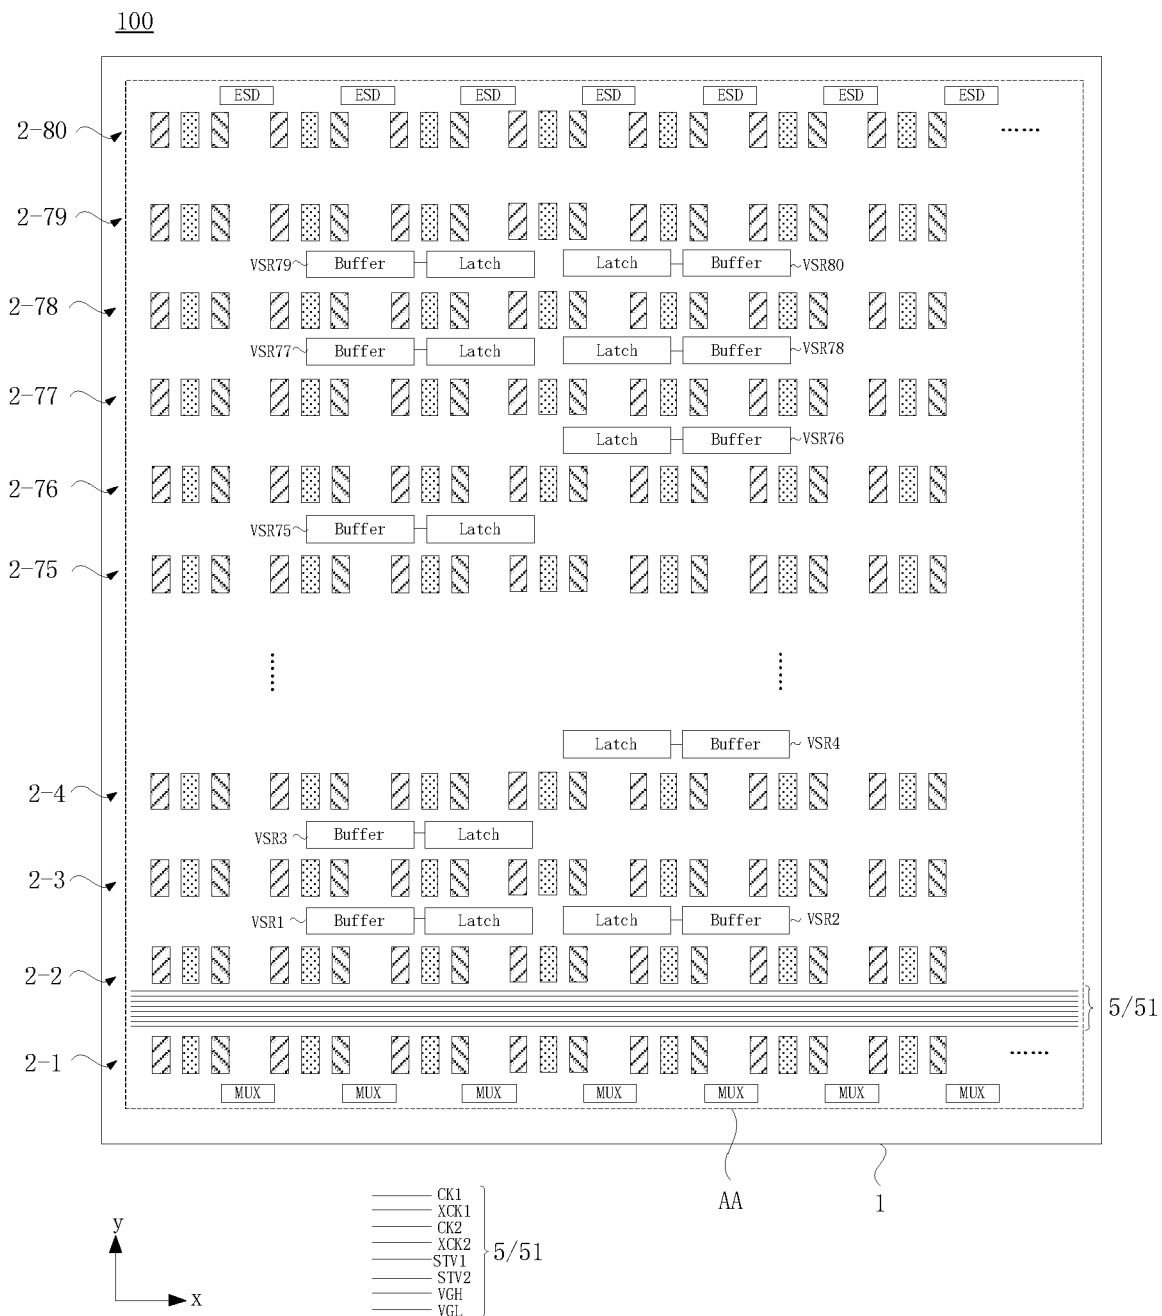 100
ESD ESD ESD ESD ESD ESD ESD
2-80 ······
2-79
VSR79 Buffer Latch Latch Buffer VSR80
2-78
VSR77 Buffer Latch Latch Buffer VSR78
2-77
Latch Buffer VSR76
2-76
VSR75 Buffer Latch
2-75
Latch Buffer VSR4
2-4
VSR3 Buffer Latch
2-3
VSR1 Buffer Latch Latch Buffer VSR2
2-2
5/51
2-1 ······
MUX MUX MUX MUX MUX MUX MUX
AA 1
CK1
XCK1
CK2
XCK2
STV1
STV2
VGH
VGL
5/51
y
x